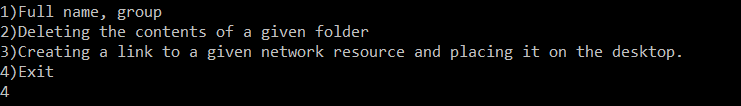 1)Full name, group
2)Deleting the contents of a given folder
3)Creating a link to a given network resource and placing it on the desktop.
4)Exit
4